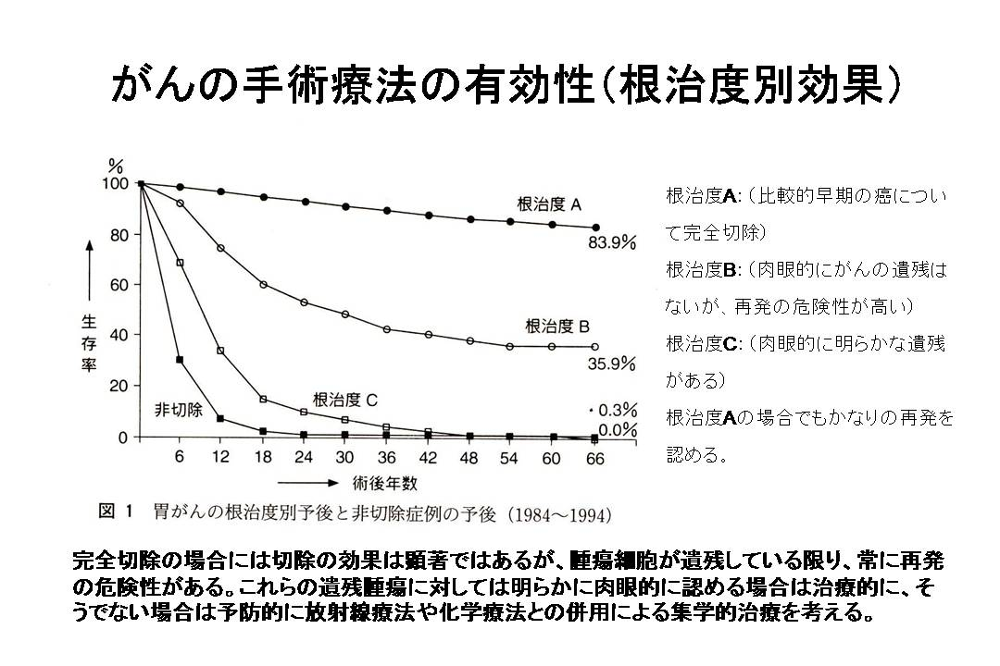 がんの手術療法の有効性（根治度別効果）
%
100
80
60
40
20
0
生存率
根治度 A
83.9%
根治度 B
35.9%
根治度 C
非切除
・0.3%
0.0%
6 12 18 24 30 36 42 48 54 60 66
術後年数
図 1 胃がんの根治度別予後と非切除症例の予後（1984～1994）
根治度A:（比較的早期の癌につい
て完全切除）
根治度B:（肉眼的にがんの遺残は
ないが、再発の危険性が高い）
根治度C:（肉眼的に明らかな遺残
がある）
根治度Aの場合でもかなりの再発を
認める。
完全切除の場合には切除の効果は顕著ではあるが、腫瘍細胞が遺残している限り、常に再発
の危険性がある。これらの遺残腫瘍に対しては明らかに肉眼的に認める場合は治療的に、そ
うでない場合は予防的に放射線療法や化学療法との併用による集学的治療を考える。